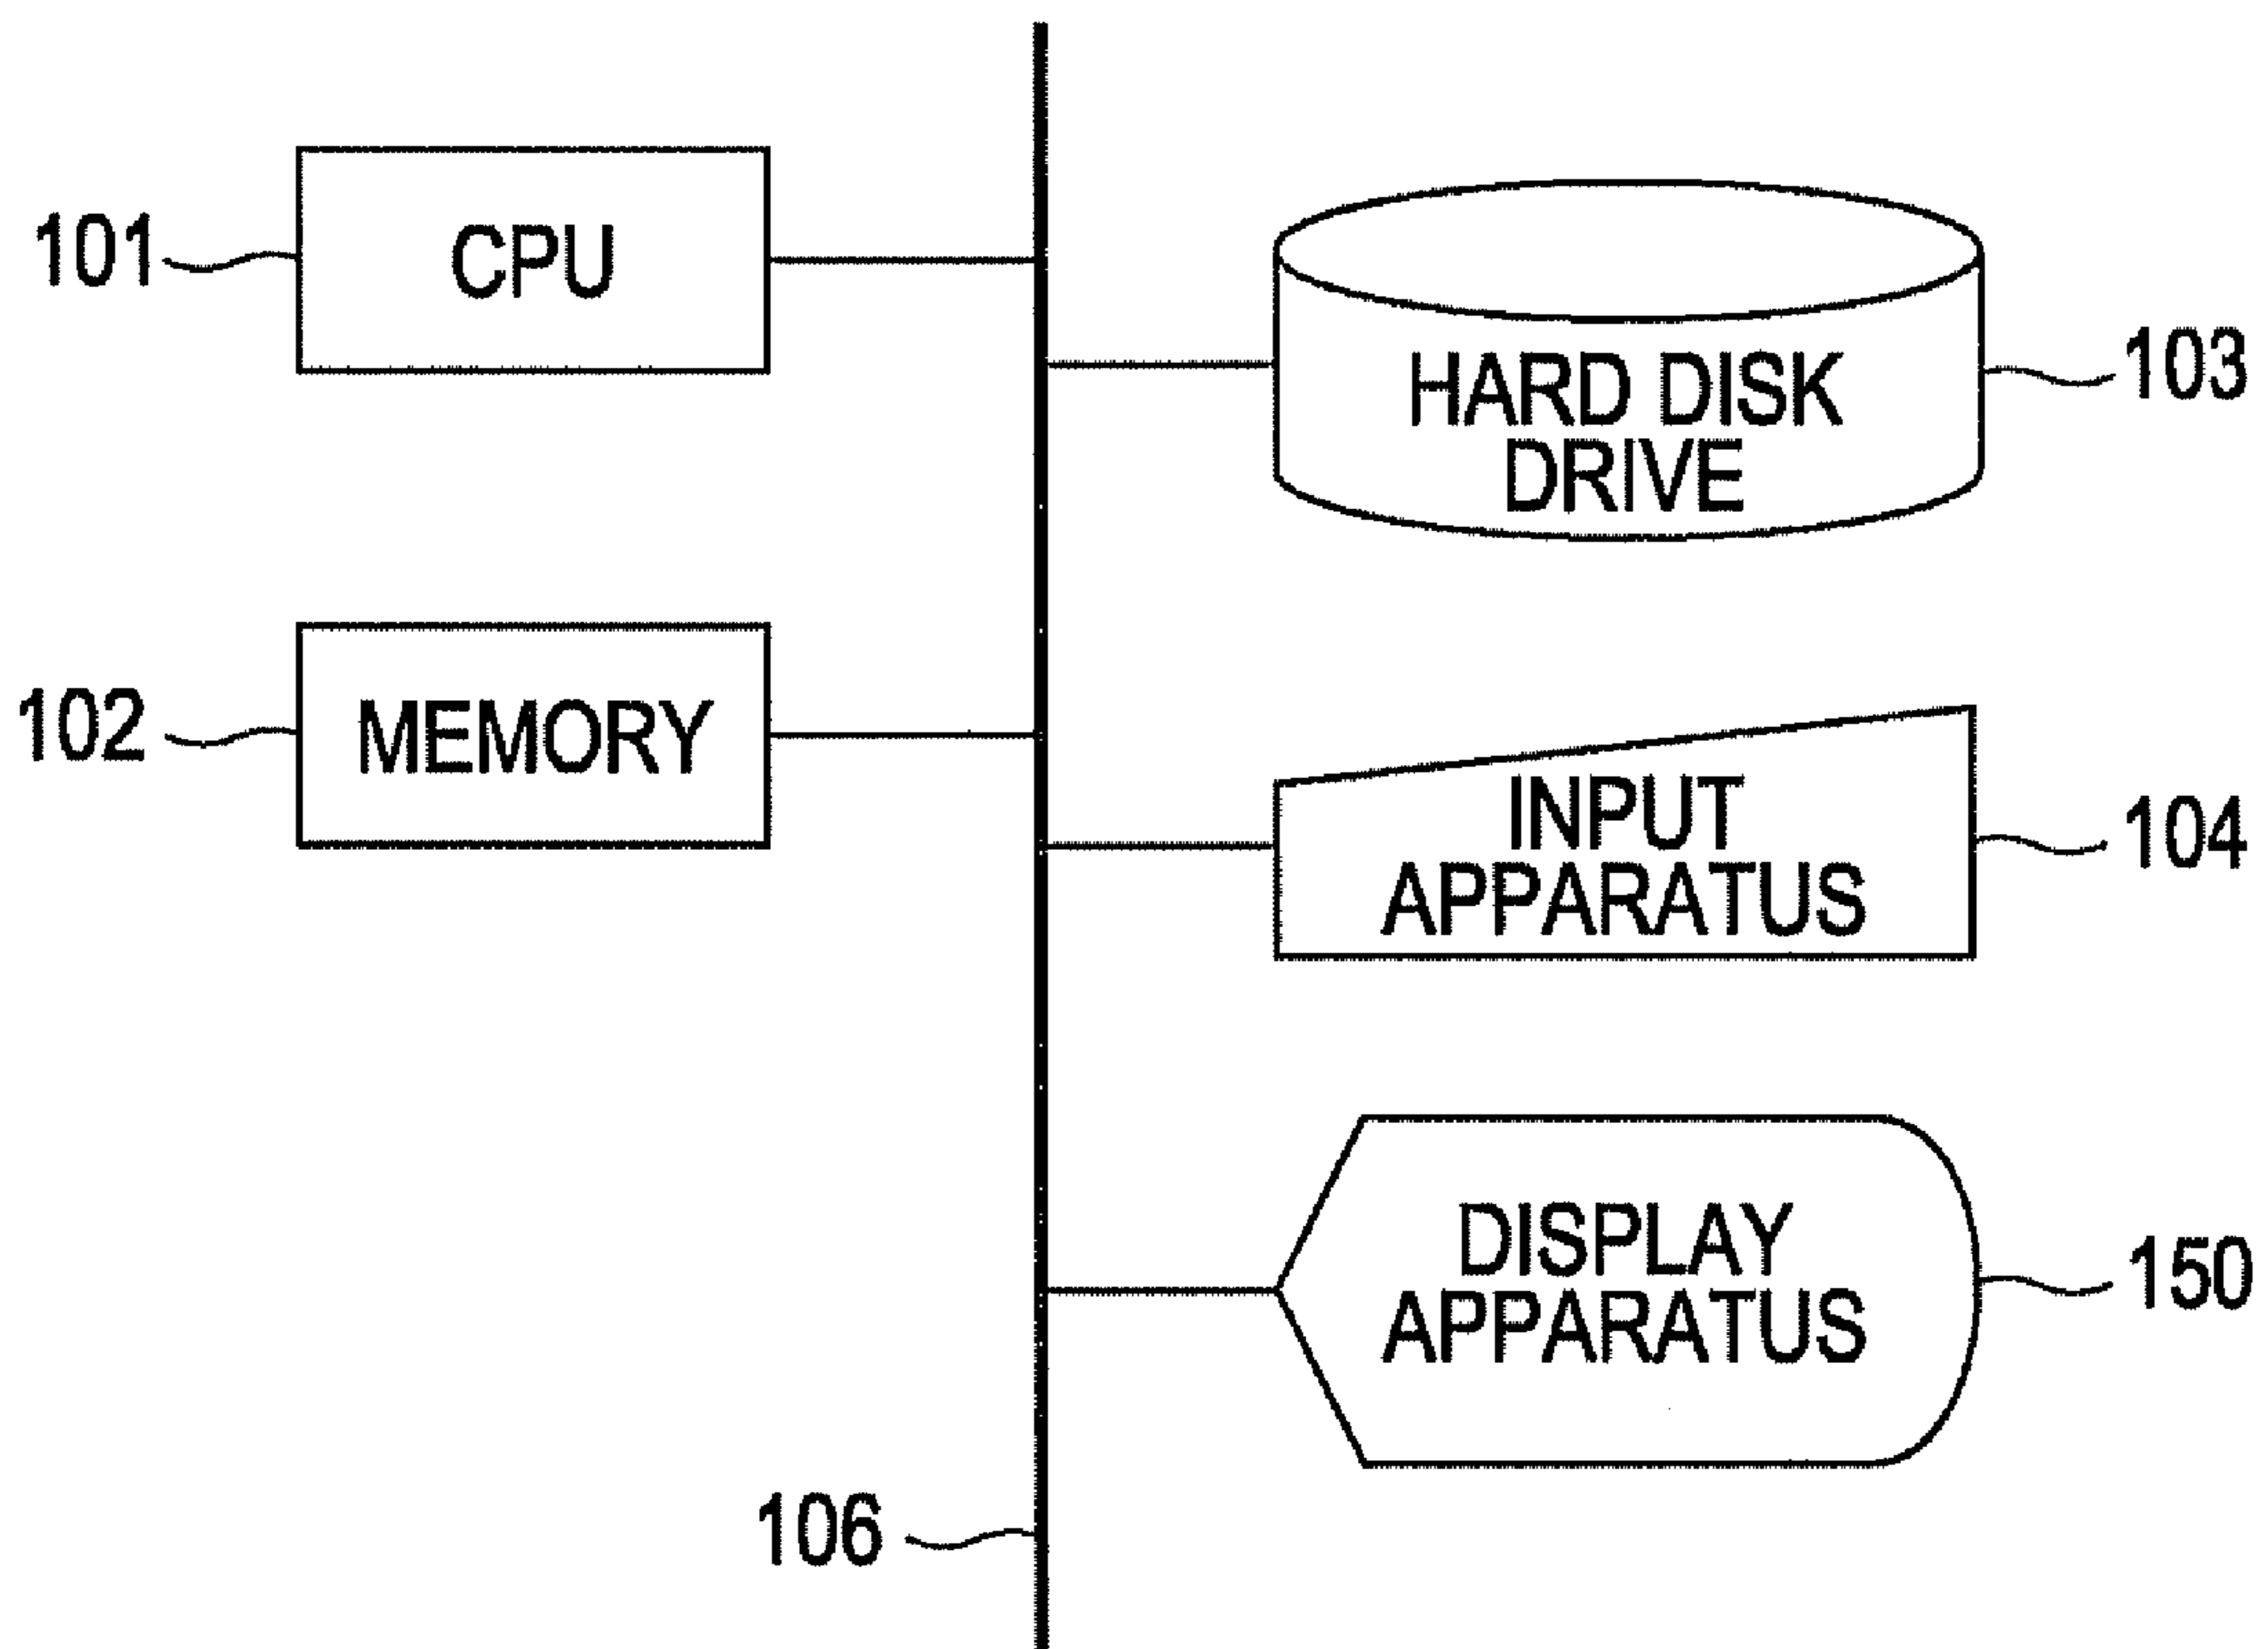 101
CPU
HARD DISK
DRIVE
103
102
MEMORY
INPUT
APPARATUS
104
DISPLAY
APPARATUS
150
106